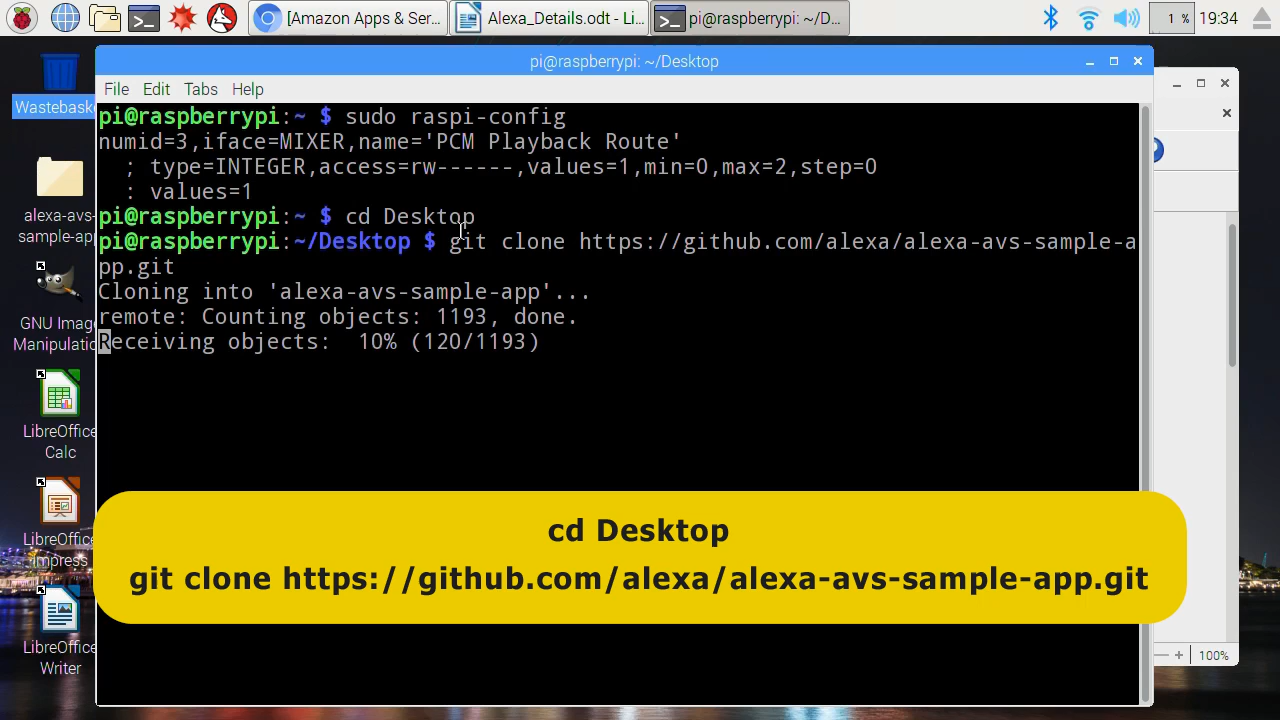 [Amazon Apps & Ser...
Alexa_Details.odt - Li...
pi@raspberrypi: ~/D...
1 %
19:34
pi@raspberrypi: ~/Desktop
File Edit Tabs Help
pi@raspberrypi:~ $ sudo raspi-config
numid=3,iface=MIXER,name='PCM Playback Route'
; type=INTEGER,access=rw------,values=1,min=0,max=2,step=0
: values=1
pi@raspberrypi:~ $ cd Desktop
pi@raspberrypi:~/Desktop $ git clone https://github.com/alexa/alexa-avs-sample-a
pp.git
Cloning into 'alexa-avs-sample-app'...
remote: Counting objects: 1193, done.
Receiving objects:  10% (120/1193)
Wastebaske
alexa-avs-
sample-app
GNU Imag
Manipulatio
LibreOffice
Calc
LibreOffice
Impress
LibreOffice
Writer
cd Desktop
git clone https://github.com/alexa/alexa-avs-sample-app.git
100%